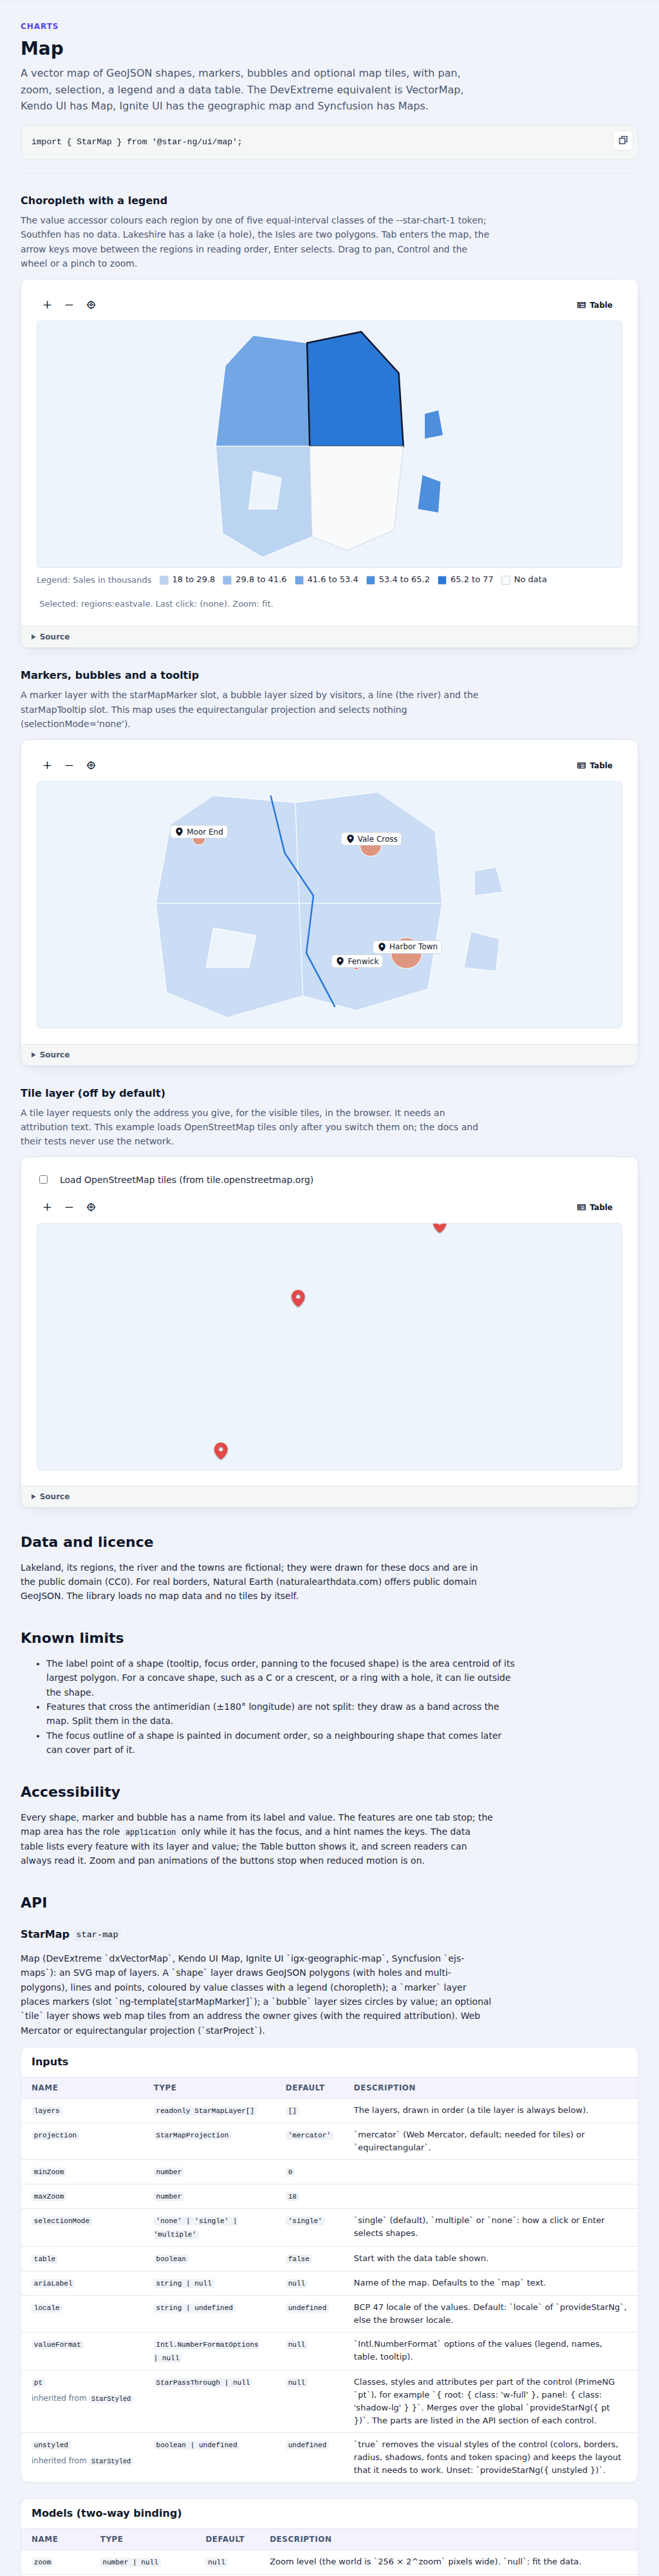 CHARTS
Map
A vector map of GeoJSON shapes, markers, bubbles and optional map tiles, with pan,
zoom, selection, a legend and a data table. The DevExtreme equivalent is VectorMap,
Kendo UI has Map, Ignite UI has the geographic map and Syncfusion has Maps.
import { StarMap } from '@star-ng/ui/map';
Choropleth with a legend
The value accessor colours each region by one of five equal-interval classes of the --star-chart-1 token;
Southfen has no data. Lakeshire has a lake (a hole), the Isles are two polygons. Tab enters the map, the
arrow keys move between the regions in reading order, Enter selects. Drag to pan, Control and the
wheel or a pinch to zoom.
Table
Legend: Sales in thousands 18 to 29.8 29.8 to 41.6 41.6 to 53.4 53.4 to 65.2 65.2 to 77 No data
Selected: regions:eastvale. Last click: (none). Zoom: fit.
Source
Markers, bubbles and a tooltip
A marker layer with the starMapMarker slot, a bubble layer sized by visitors, a line (the river) and the
starMapTooltip slot. This map uses the equirectangular projection and selects nothing
(selectionMode='none').
Table
Moor End
Vale Cross
Harbor Town
Fenwick
Source
Tile layer (off by default)
A tile layer requests only the address you give, for the visible tiles, in the browser. It needs an
attribution text. This example loads OpenStreetMap tiles only after you switch them on; the docs and
their tests never use the network.
Load OpenStreetMap tiles (from tile.openstreetmap.org)
Table
Source
Data and licence
Lakeland, its regions, the river and the towns are fictional; they were drawn for these docs and are in
the public domain (CC0). For real borders, Natural Earth (naturalearthdata.com) offers public domain
GeoJSON. The library loads no map data and no tiles by itself.
Known limits
• The label point of a shape (tooltip, focus order, panning to the focused shape) is the area centroid of its
largest polygon. For a concave shape, such as a C or a crescent, or a ring with a hole, it can lie outside
the shape.
• Features that cross the antimeridian (±180° longitude) are not split: they draw as a band across the
map. Split them in the data.
• The focus outline of a shape is painted in document order, so a neighbouring shape that comes later
can cover part of it.
Accessibility
Every shape, marker and bubble has a name from its label and value. The features are one tab stop; the
map area has the role application only while it has the focus, and a hint names the keys. The data
table lists every feature with its layer and value; the Table button shows it, and screen readers can
always read it. Zoom and pan animations of the buttons stop when reduced motion is on.
API
StarMap star-map
Map (DevExtreme `dxVectorMap`, Kendo UI Map, Ignite UI `igx-geographic-map`, Syncfusion `ejs-
maps`): an SVG map of layers. A `shape` layer draws GeoJSON polygons (with holes and multi-
polygons), lines and points, coloured by value classes with a legend (choropleth); a `marker` layer
places markers (slot `ng-template[starMapMarker]`); a `bubble` layer sizes circles by value; an optional
`tile` layer shows web map tiles from an address the owner gives (with the required attribution). Web
Mercator or equirectangular projection (`starProject`).
Inputs
NAME TYPE DEFAULT DESCRIPTION
layers readonly StarMapLayer[] [] The layers, drawn in order (a tile layer is always below).
projection StarMapProjection 'mercator' `mercator` (Web Mercator, default; needed for tiles) or
`equirectangular`.
minZoom number 0
maxZoom number 18
selectionMode 'none' | 'single' | 'single' `single` (default), `multiple` or `none`: how a click or Enter
'multiple' selects shapes.
table boolean false Start with the data table shown.
ariaLabel string | null null Name of the map. Defaults to the `map` text.
locale string | undefined undefined BCP 47 locale of the values. Default: `locale` of `provideStarNg`,
else the browser locale.
valueFormat Intl.NumberFormatOptions null `Intl.NumberFormat` options of the values (legend, names,
| null table, tooltip).
pt StarPassThrough | null null Classes, styles and attributes per part of the control (PrimeNG
inherited from StarStyled `pt`), for example `{ root: { class: 'w-full' }, panel: { class:
'shadow-lg' } }`. Merges over the global `provideStarNg({ pt
})`. The parts are listed in the API section of each control.
unstyled boolean | undefined undefined `true` removes the visual styles of the control (colors, borders,
inherited from StarStyled radius, shadows, fonts and token spacing) and keeps the layout
that it needs to work. Unset: `provideStarNg({ unstyled })`.
Models (two-way binding)
NAME TYPE DEFAULT DESCRIPTION
zoom number | null null Zoom level (the world is `256 × 2^zoom` pixels wide). `null`: fit the data.